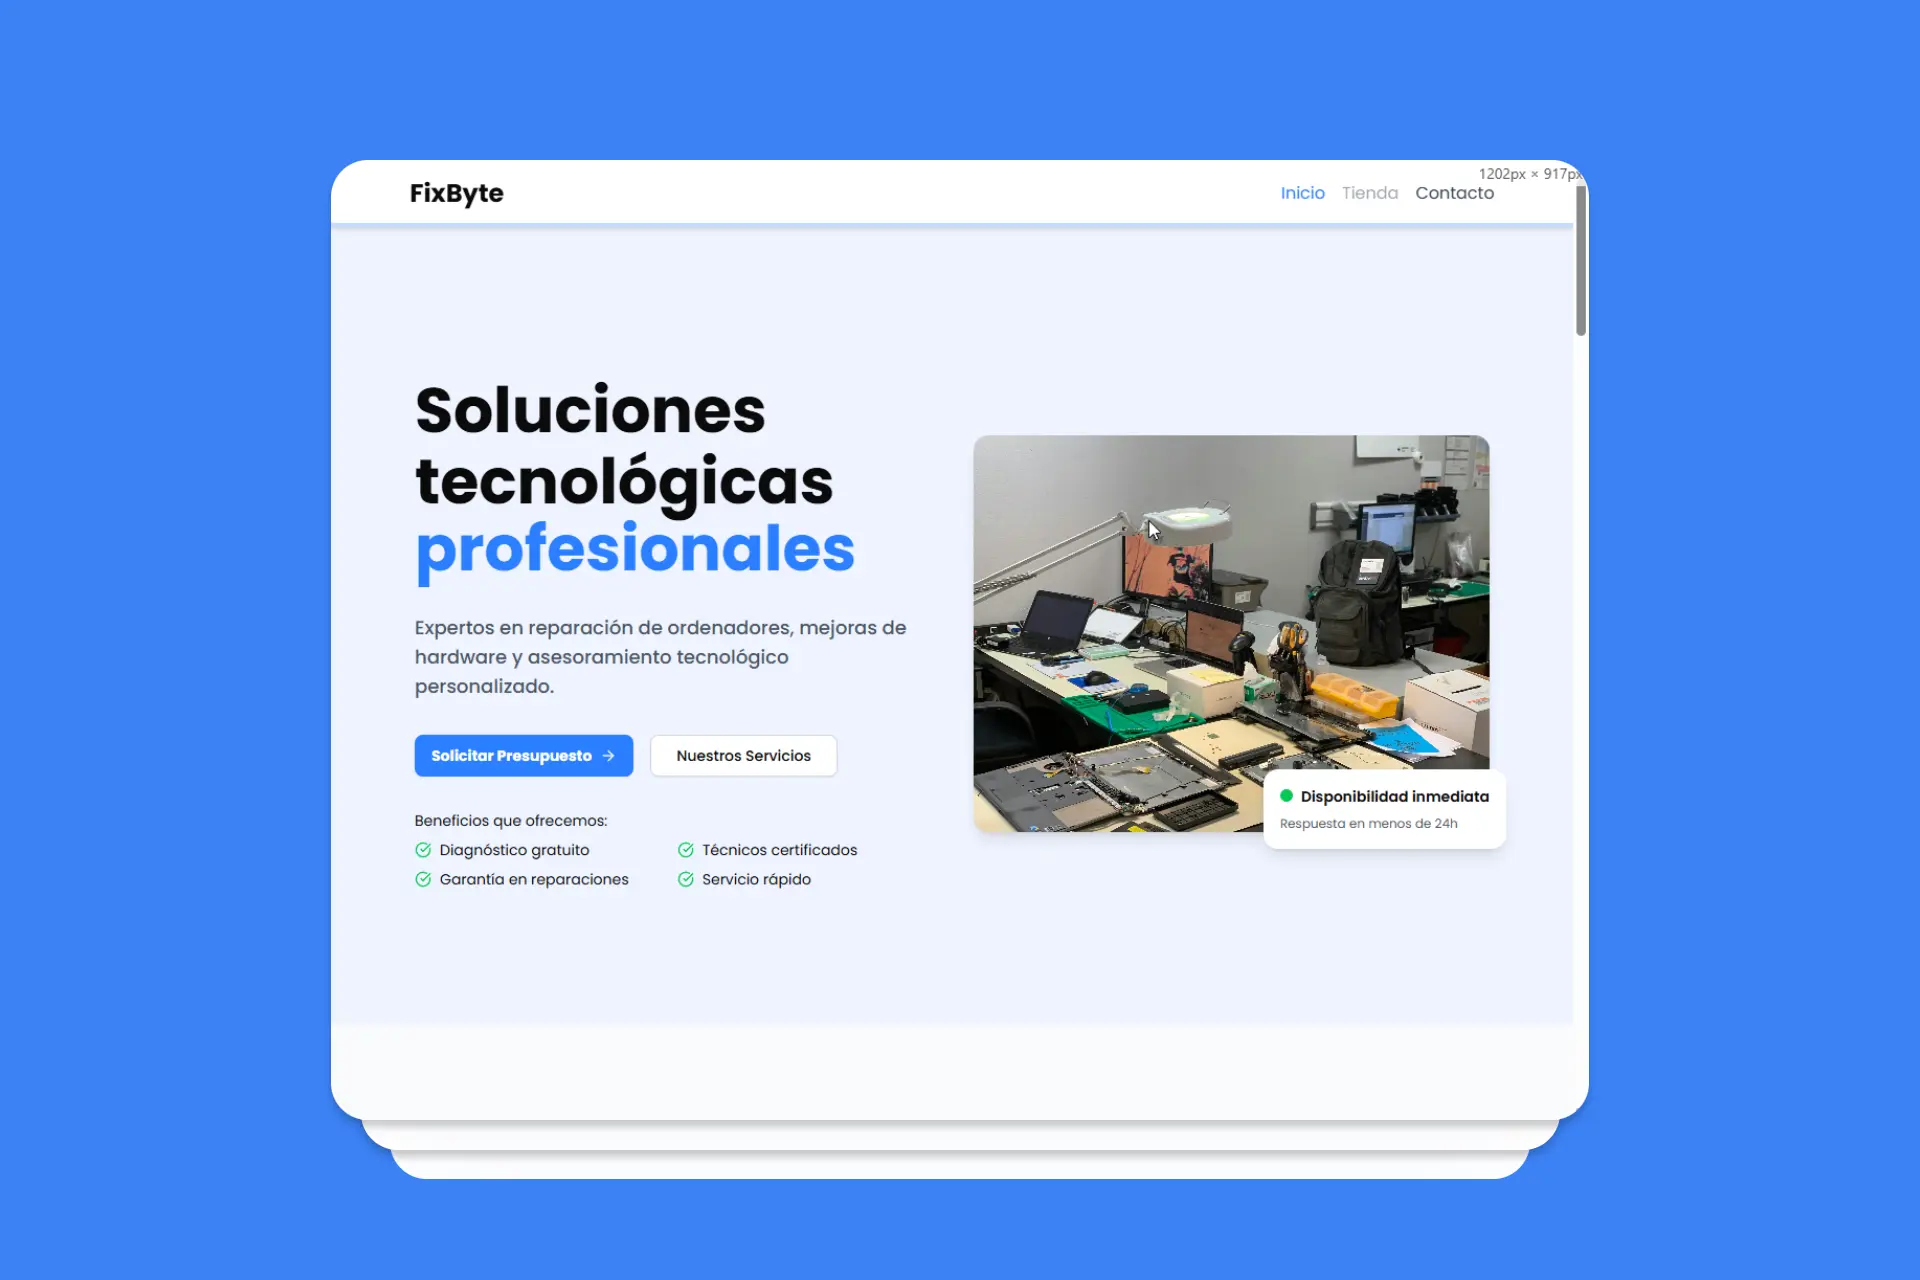 1202px × 917px
FixByte
Inicio Tienda Contacto
Soluciones
tecnológicas
profesionales
Expertos en reparación de ordenadores, mejoras de
hardware y asesoramiento tecnológico
personalizado.
Solicitar Presupuesto →
Nuestros Servicios
Beneficios que ofrecemos:
Diagnóstico gratuito
Técnicos certificados
Garantía en reparaciones
Servicio rápido
Disponibilidad inmediata
Respuesta en menos de 24h